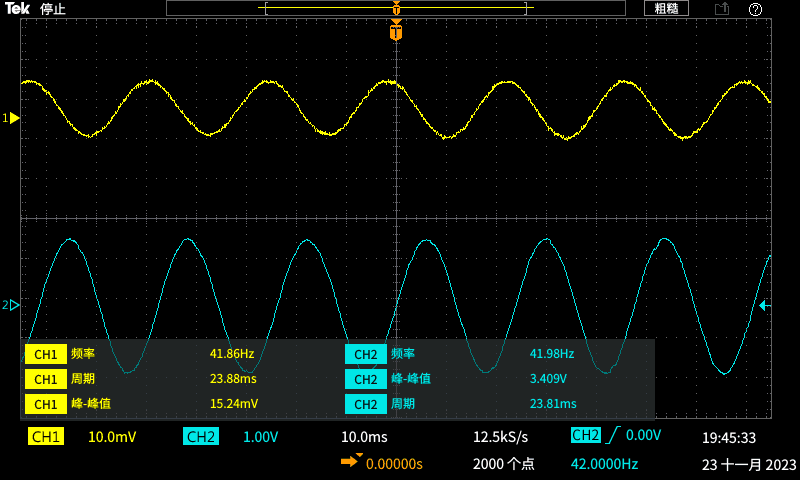 Tek 停止 T 粗糙 ?
T
1
2
CH1 频率 41.86Hz CH2 频率 41.98Hz
CH1 周期 23.88ms CH2 峰-峰值 3.409V
CH1 峰-峰值 15.24mV CH2 周期 23.81ms
CH1 10.0mV CH2 1.00V 10.0ms 12.5kS/s CH2 0.00V 19:45:33
0.00000s 2000 个点 42.0000Hz 23 十一月 2023